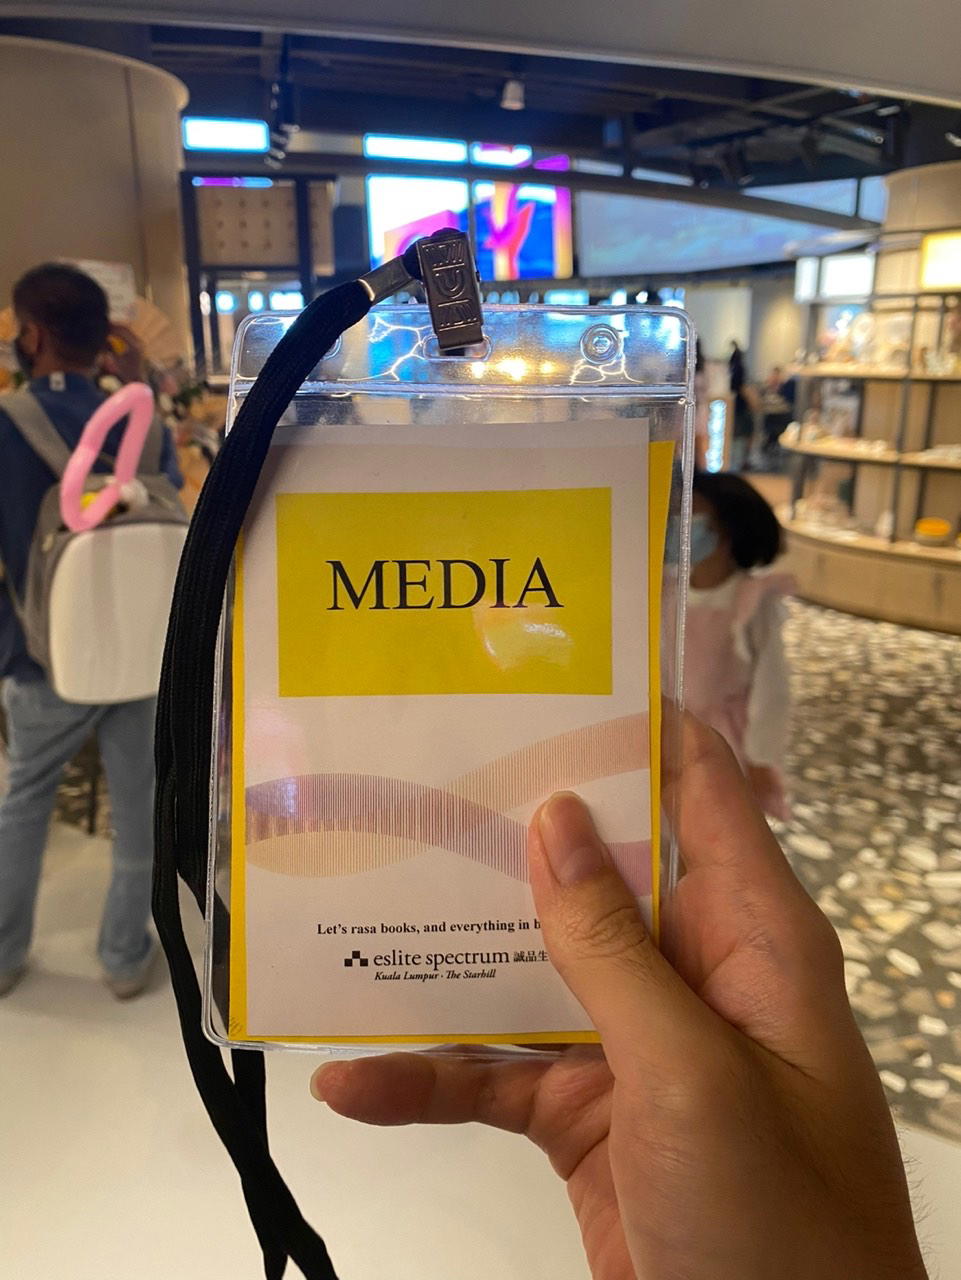 MEDIA
Let's rasa books, and everything in
eslite spectrum 誠品生
Kuala Lumpur · The Starhill